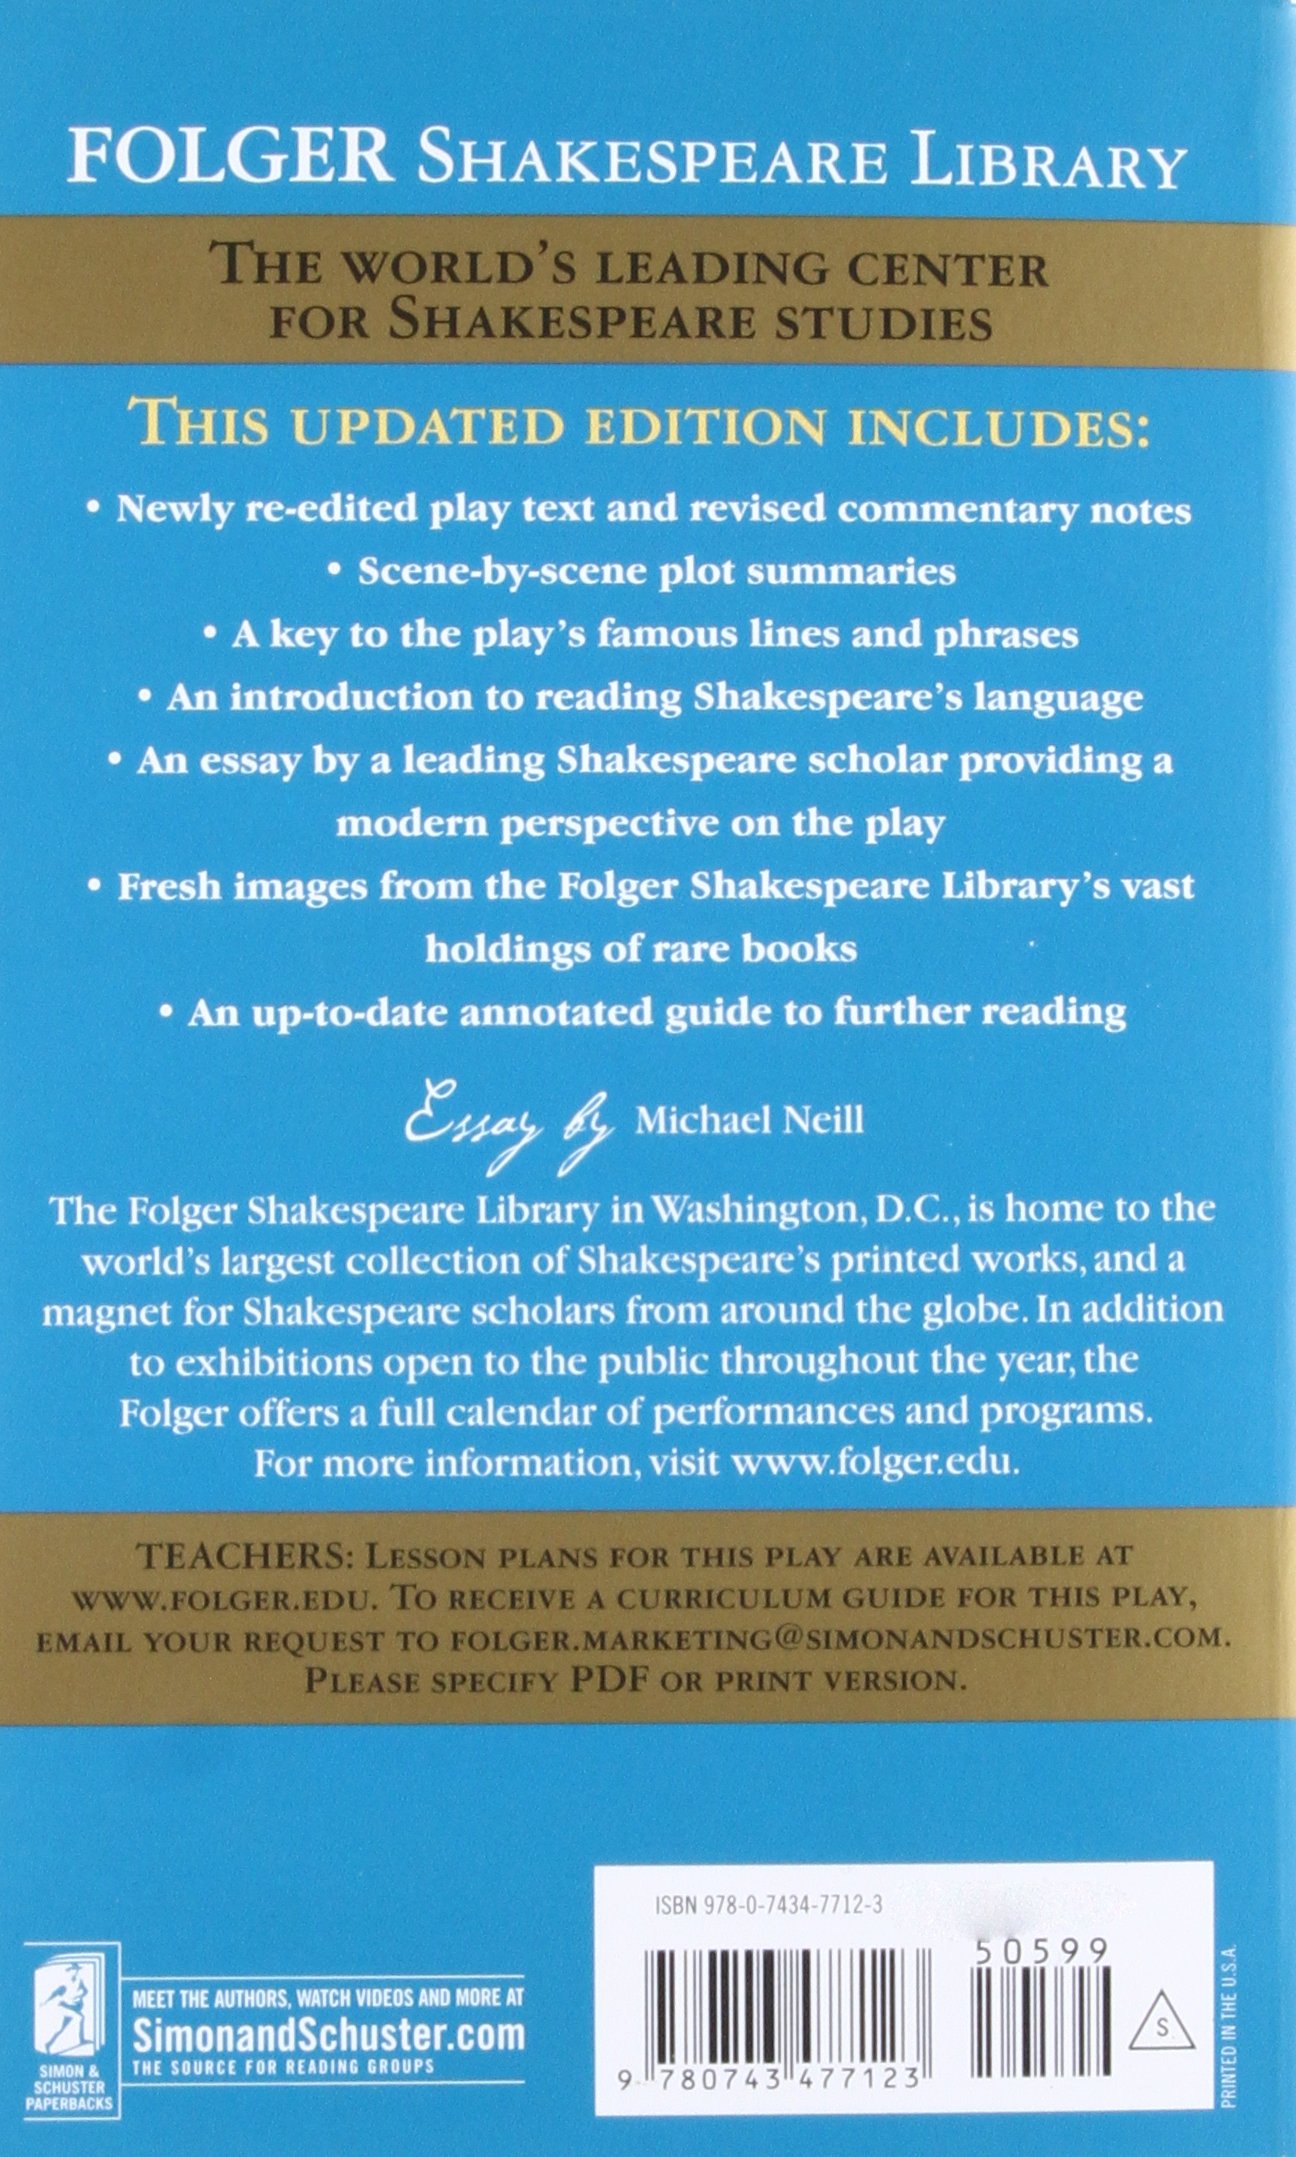 FOLGER SHAKESPEARE LIBRARY
THE WORLD'S LEADING CENTER
FOR SHAKESPEARE STUDIES
THIS UPDATED EDITION INCLUDES:
• Newly re-edited play text and revised commentary notes
• Scene-by-scene plot summaries
• A key to the play's famous lines and phrases
• An introduction to reading Shakespeare's language
• An essay by a leading Shakespeare scholar providing a
modern perspective on the play
• Fresh images from the Folger Shakespeare Library's vast
holdings of rare books
• An up-to-date annotated guide to further reading
Essay by Michael Neill
The Folger Shakespeare Library in Washington, D.C., is home to the
world's largest collection of Shakespeare's printed works, and a
magnet for Shakespeare scholars from around the globe. In addition
to exhibitions open to the public throughout the year, the
Folger offers a full calendar of performances and programs.
For more information, visit www.folger.edu.
TEACHERS: LESSON PLANS FOR THIS PLAY ARE AVAILABLE AT
WWW.FOLGER.EDU. TO RECEIVE A CURRICULUM GUIDE FOR THIS PLAY,
EMAIL YOUR REQUEST TO FOLGER.MARKETING@SIMONANDSCHUSTER.COM.
PLEASE SPECIFY PDF OR PRINT VERSION.
SIMON &
SCHUSTER
PAPERBACKS
MEET THE AUTHORS, WATCH VIDEOS AND MORE AT
SimonandSchuster.com
THE SOURCE FOR READING GROUPS
ISBN 978-0-7434-7712-3
50599
9 780743 477123
S
PRINTED IN THE U.S.A.